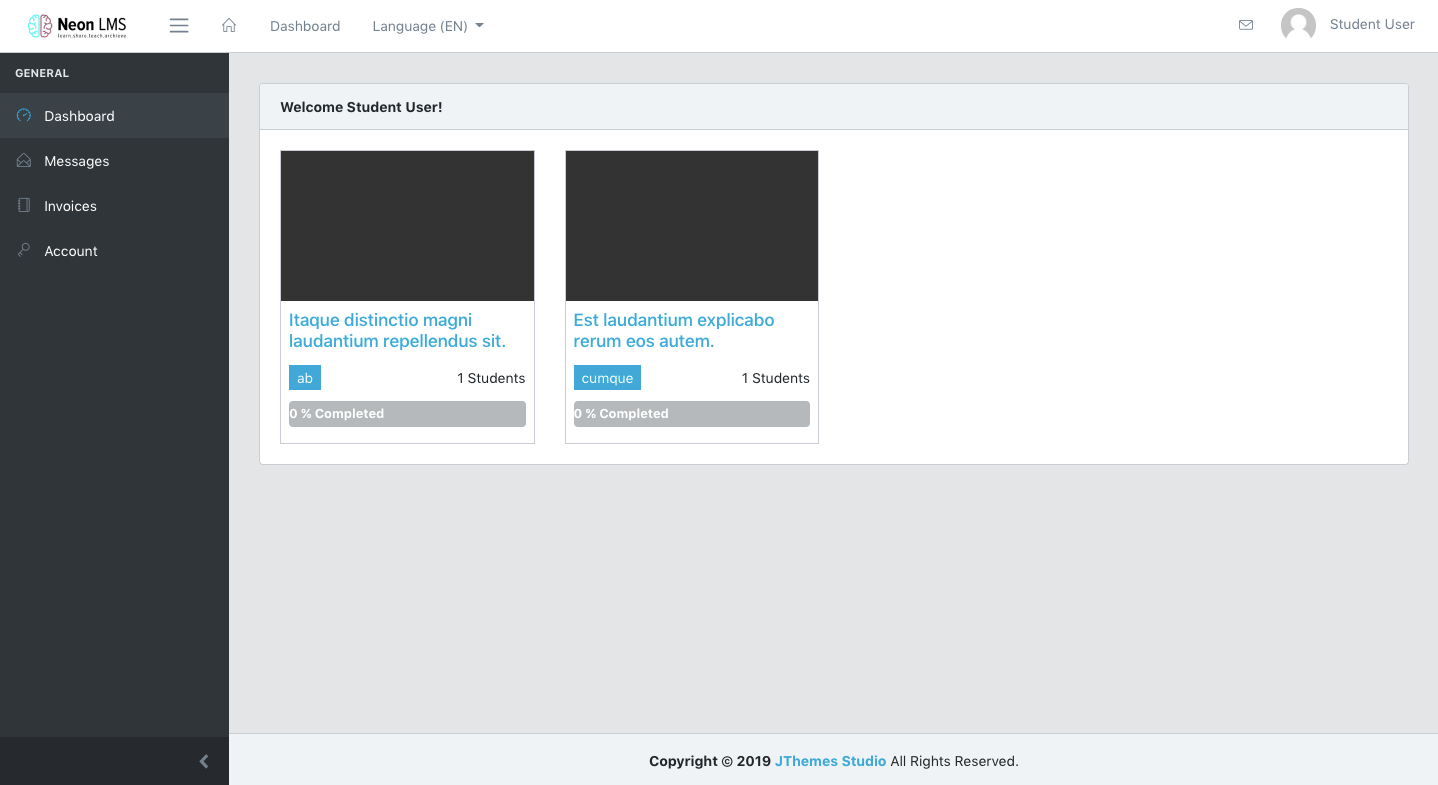 Neon LMS
learn.share.teach.archieve
Dashboard
Language (EN)
Student User
GENERAL
Dashboard
Messages
Invoices
Account
Welcome Student User!
Itaque distinctio magni
laudantium repellendus sit.
ab
1 Students
0 % Completed
Est laudantium explicabo
rerum eos autem.
cumque
1 Students
0 % Completed
Copyright © 2019 JThemes Studio All Rights Reserved.